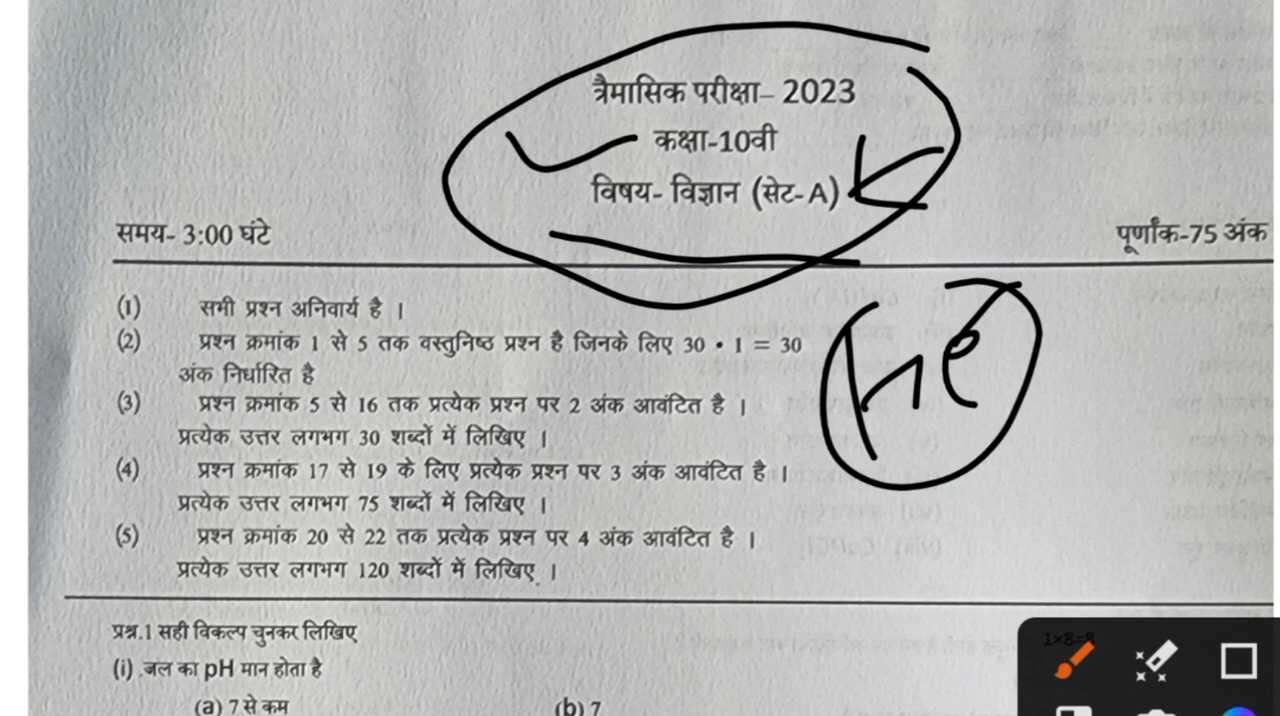 त्रैमासिक परीक्षा– 2023
कक्षा-10वी
विषय- विज्ञान (सेट-A)
समय- 3:00 घंटे
पूर्णांक-75 अंक
(1) सभी प्रश्न अनिवार्य है ।
(2) प्रश्न क्रमांक 1 से 5 तक वस्तुनिष्ठ प्रश्न है जिनके लिए 30 • 1 = 30
अंक निर्धारित है
(3) प्रश्न क्रमांक 5 से 16 तक प्रत्येक प्रश्न पर 2 अंक आवंटित है ।
प्रत्येक उत्तर लगभग 30 शब्दों में लिखिए ।
(4) प्रश्न क्रमांक 17 से 19 के लिए प्रत्येक प्रश्न पर 3 अंक आवंटित है ।
प्रत्येक उत्तर लगभग 75 शब्दों में लिखिए ।
(5) प्रश्न क्रमांक 20 से 22 तक प्रत्येक प्रश्न पर 4 अंक आवंटित है ।
प्रत्येक उत्तर लगभग 120 शब्दों में लिखिए ।
प्रश्न.1 सही विकल्प चुनकर लिखिए
1×8=8
(i) .जल का pH मान होता है
(a) 7 से कम (b) 7